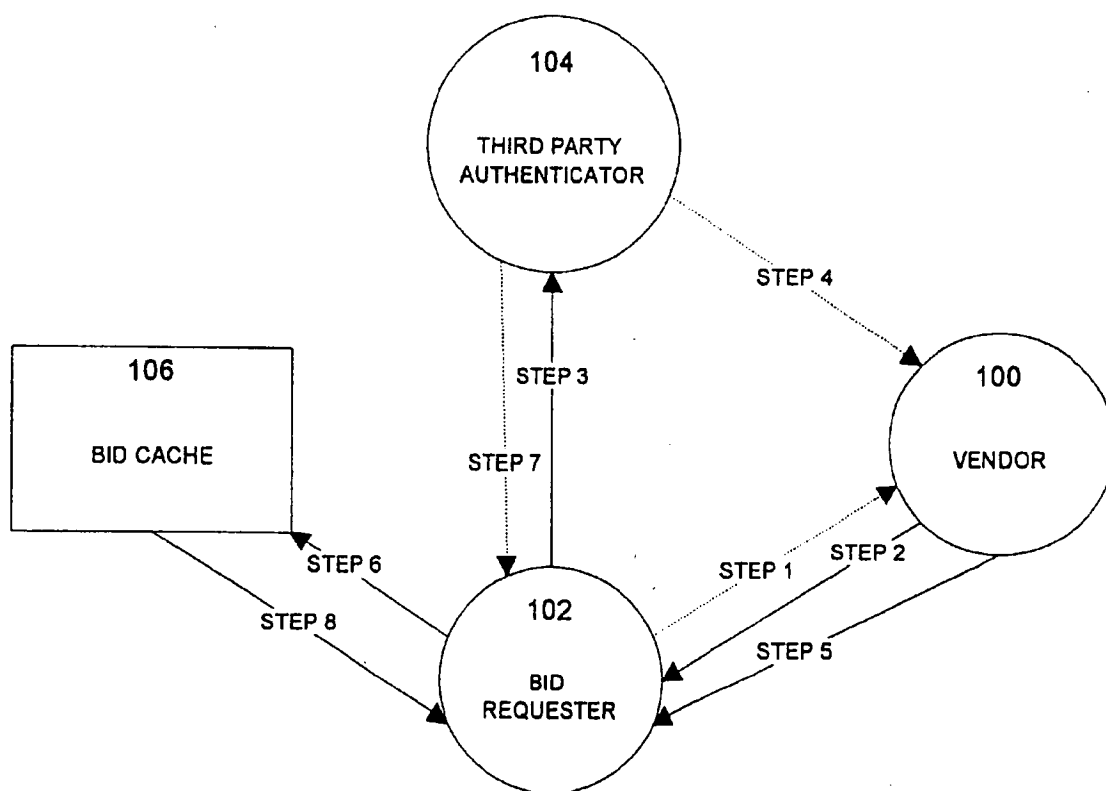 104
THIRD PARTY
AUTHENTICATOR
STEP 4
106
BID CACHE
STEP 3
100
VENDOR
STEP 7
STEP 6
STEP 8
STEP 1
STEP 2
STEP 5
102
BID
REQUESTER